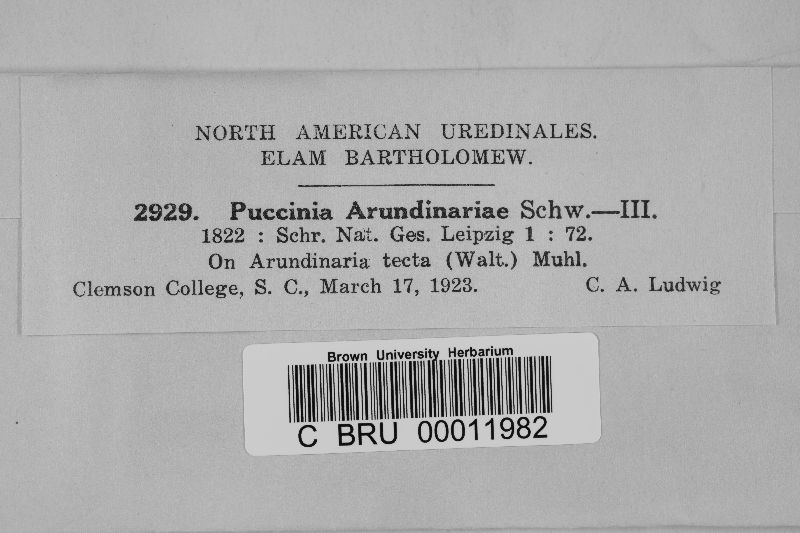 NORTH AMERICAN UREDINALES.
ELAM BARTHOLOMEW.
2929. Puccinia Arundinariae Schw.—III.
1822 : Schr. Nat. Ges. Leipzig 1 : 72.
On Arundinaria tecta (Walt.) Muhl.
Clemson College, S. C., March 17, 1923. C. A. Ludwig
Brown University Herbarium
C BRU 00011982